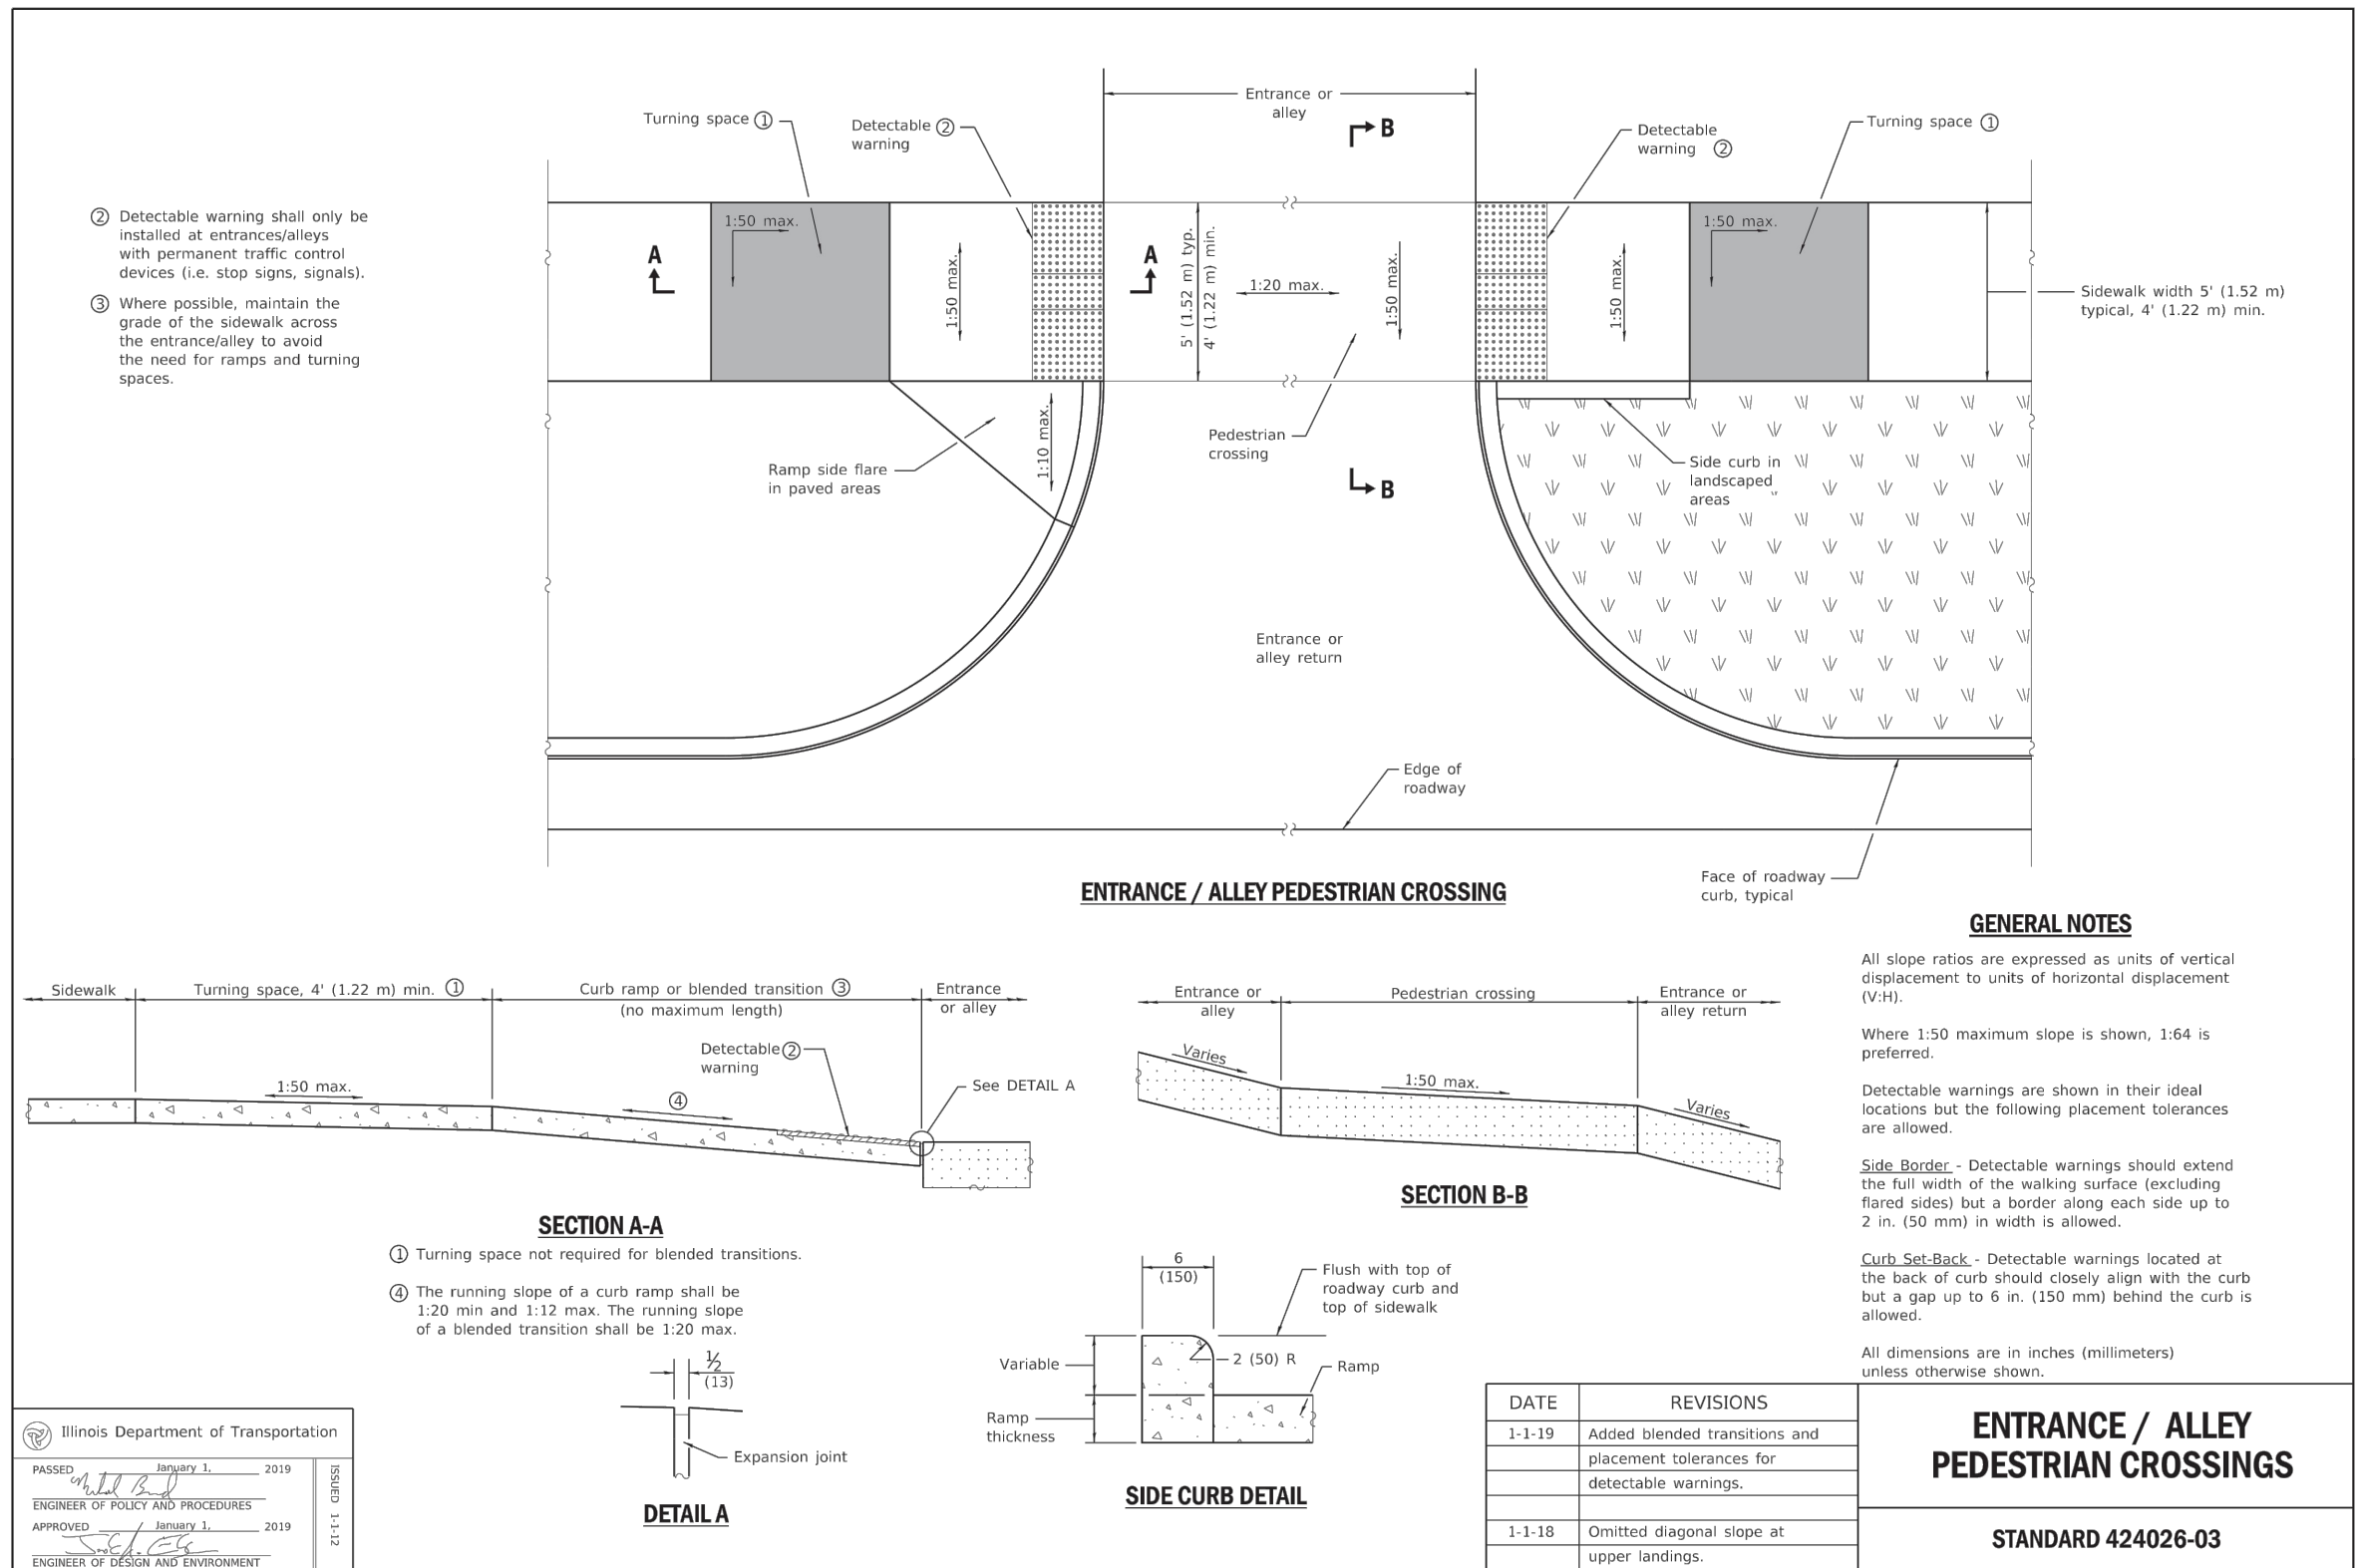 Entrance or
alley
B
Turning space ①
Detectable ②
warning
Detectable
warning ②
Turning space ①
② Detectable warning shall only be
installed at entrances/alleys
with permanent traffic control
devices (i.e. stop signs, signals).
③ Where possible, maintain the
grade of the sidewalk across
the entrance/alley to avoid
the need for ramps and turning
spaces.
A
1:50 max.
1:50 max.
A
5' (1.52 m) typ.
4' (1.22 m) min.
1:20 max.
1:50 max.
1:50 max.
1:50 max.
Sidewalk width 5' (1.52 m)
typical, 4' (1.22 m) min.
1:10 max.
Ramp side flare
in paved areas
Pedestrian
crossing
B
Side curb in
landscaped
areas
Entrance or
alley return
Edge of
roadway
Face of roadway
curb, typical
ENTRANCE / ALLEY PEDESTRIAN CROSSING
Sidewalk
Turning space, 4' (1.22 m) min. ①
Curb ramp or blended transition ③
(no maximum length)
Entrance
or alley
Detectable ②
warning
See DETAIL A
1:50 max.
④
SECTION A-A
① Turning space not required for blended transitions.
④ The running slope of a curb ramp shall be
1:20 min and 1:12 max. The running slope
of a blended transition shall be 1:20 max.
Entrance or
alley
Pedestrian crossing
Entrance or
alley return
Varies
1:50 max.
Varies
SECTION B-B
½
(13)
Expansion joint
DETAIL A
6
(150)
Flush with top of
roadway curb and
top of sidewalk
2 (50) R
Variable
Ramp
Ramp
thickness
SIDE CURB DETAIL
GENERAL NOTES
All slope ratios are expressed as units of vertical
displacement to units of horizontal displacement
(V:H).
Where 1:50 maximum slope is shown, 1:64 is
preferred.
Detectable warnings are shown in their ideal
locations but the following placement tolerances
are allowed.
Side Border - Detectable warnings should extend
the full width of the walking surface (excluding
flared sides) but a border along each side up to
2 in. (50 mm) in width is allowed.
Curb Set-Back - Detectable warnings located at
the back of curb should closely align with the curb
but a gap up to 6 in. (150 mm) behind the curb is
allowed.
All dimensions are in inches (millimeters)
unless otherwise shown.
Illinois Department of Transportation
PASSED January 1, 2019
ENGINEER OF POLICY AND PROCEDURES
APPROVED January 1, 2019
ENGINEER OF DESIGN AND ENVIRONMENT
ISSUED 1-1-12
DATE REVISIONS
1-1-19 Added blended transitions and
placement tolerances for
detectable warnings.
1-1-18 Omitted diagonal slope at
upper landings.
ENTRANCE / ALLEY
PEDESTRIAN CROSSINGS
STANDARD 424026-03